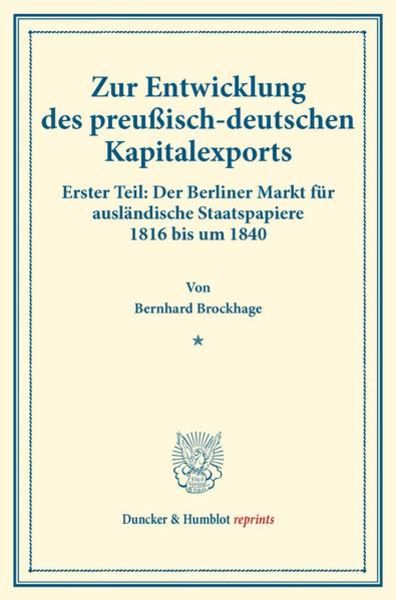 Zur Entwicklung
des preußisch-deutschen
Kapitalexports
Erster Teil: Der Berliner Markt für
ausländische Staatspapiere
1816 bis um 1840
Von
Bernhard Brockhage
Duncker & Humblot reprints